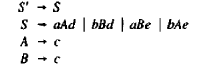 S' → S
S → aAd | bBd | aBe | bAe
A → c
B → c